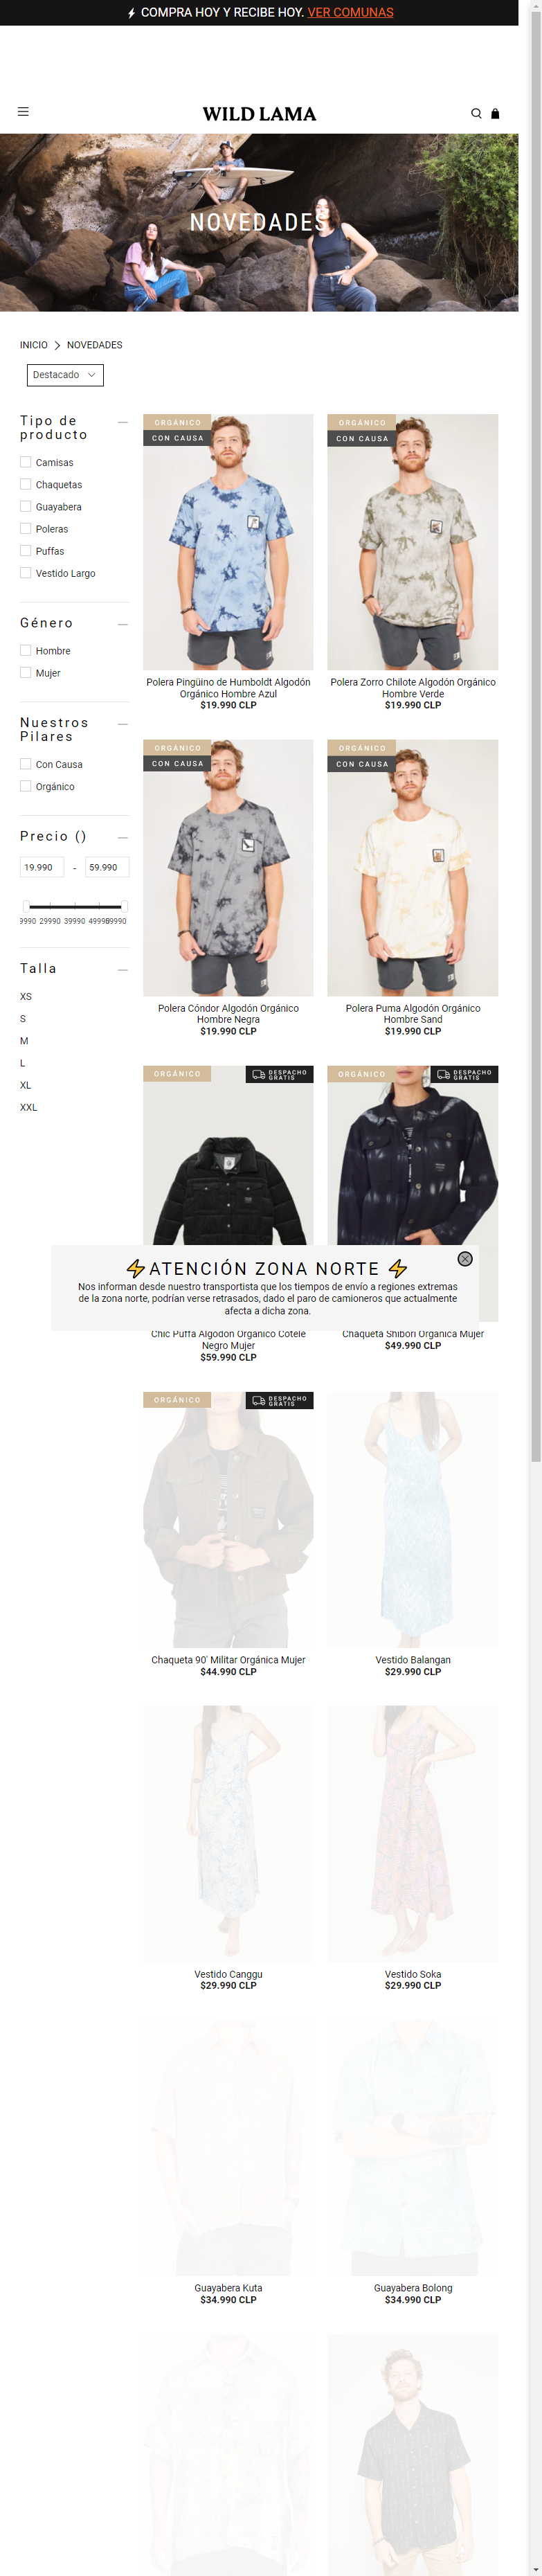 COMPRA HOY Y RECIBE HOY. VER COMUNAS
WILD LAMA
NOVEDADES
INICIO > NOVEDADES
Destacado
Tipo de
producto
Camisas
Chaquetas
Guayabera
Poleras
Puffas
Vestido Largo
Género
Hombre
Mujer
Nuestros
Pilares
Con Causa
Orgánico
Precio ()
19.990 - 59.990
9990 29990 39990 49990 59990
Talla
XS
S
M
L
XL
XXL
ORGÁNICO
CON CAUSA
Polera Pingüino de Humboldt Algodón
Orgánico Hombre Azul
$19.990 CLP
ORGÁNICO
CON CAUSA
Polera Zorro Chilote Algodón Orgánico
Hombre Verde
$19.990 CLP
ORGÁNICO
CON CAUSA
Polera Cóndor Algodón Orgánico
Hombre Negra
$19.990 CLP
ORGÁNICO
CON CAUSA
Polera Puma Algodón Orgánico
Hombre Sand
$19.990 CLP
ORGÁNICO
DESPACHO
GRATIS
ORGÁNICO
DESPACHO
GRATIS
⚡ATENCIÓN ZONA NORTE ⚡
Nos informan desde nuestro transportista que los tiempos de envío a regiones extremas
de la zona norte, podrían verse retrasados, dado el paro de camioneros que actualmente
afecta a dicha zona.
Chic Puffa Algodón Orgánico Cotelé
Negro Mujer
$59.990 CLP
Chaqueta Shibori Orgánica Mujer
$49.990 CLP
ORGÁNICO
DESPACHO
GRATIS
Chaqueta 90' Militar Orgánica Mujer
$44.990 CLP
Vestido Balangan
$29.990 CLP
Vestido Canggu
$29.990 CLP
Vestido Soka
$29.990 CLP
Guayabera Kuta
$34.990 CLP
Guayabera Bolong
$34.990 CLP